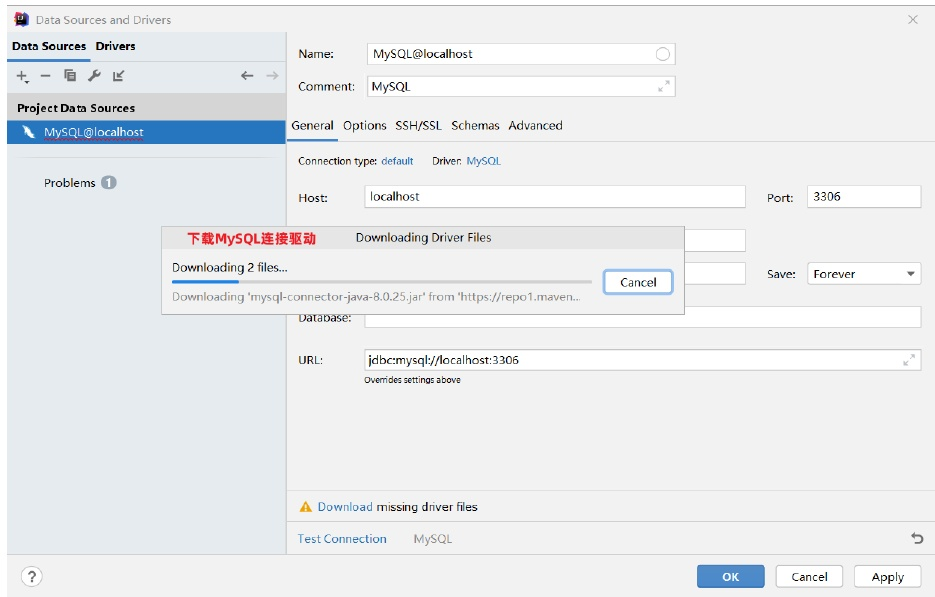 Data Sources and Drivers
Data Sources Drivers
Project Data Sources
MySQL@localhost
Problems 1
Name: MySQL@localhost
Comment: MySQL
General Options SSH/SSL Schemas Advanced
Connection type: default Driver: MySQL
Host: localhost Port: 3306
下载MySQL连接驱动 Downloading Driver Files
Downloading 2 files...
Cancel
Downloading 'mysql-connector-java-8.0.25.jar' from 'https://repo1.maven...
Save: Forever
Database:
URL: jdbc:mysql://localhost:3306
Overrides settings above
Download missing driver files
Test Connection MySQL
? OK Cancel Apply